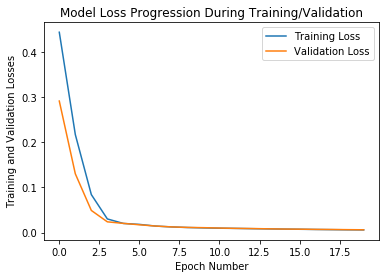 Model Loss Progression During Training/Validation
Training Loss
Validation Loss
Training and Validation Losses
0.4
0.3
0.2
0.1
0.0
0.0 2.5 5.0 7.5 10.0 12.5 15.0 17.5
Epoch Number